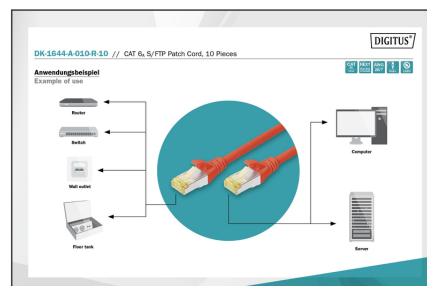 DIGITUS®
DK-1644-A-010-R-10 // CAT 6A S/FTP Patch Cord, 10 Pieces
Anwendungsbeispiel
Example of use
Router
Switch
Wall outlet
Floor tank
Computer
Server